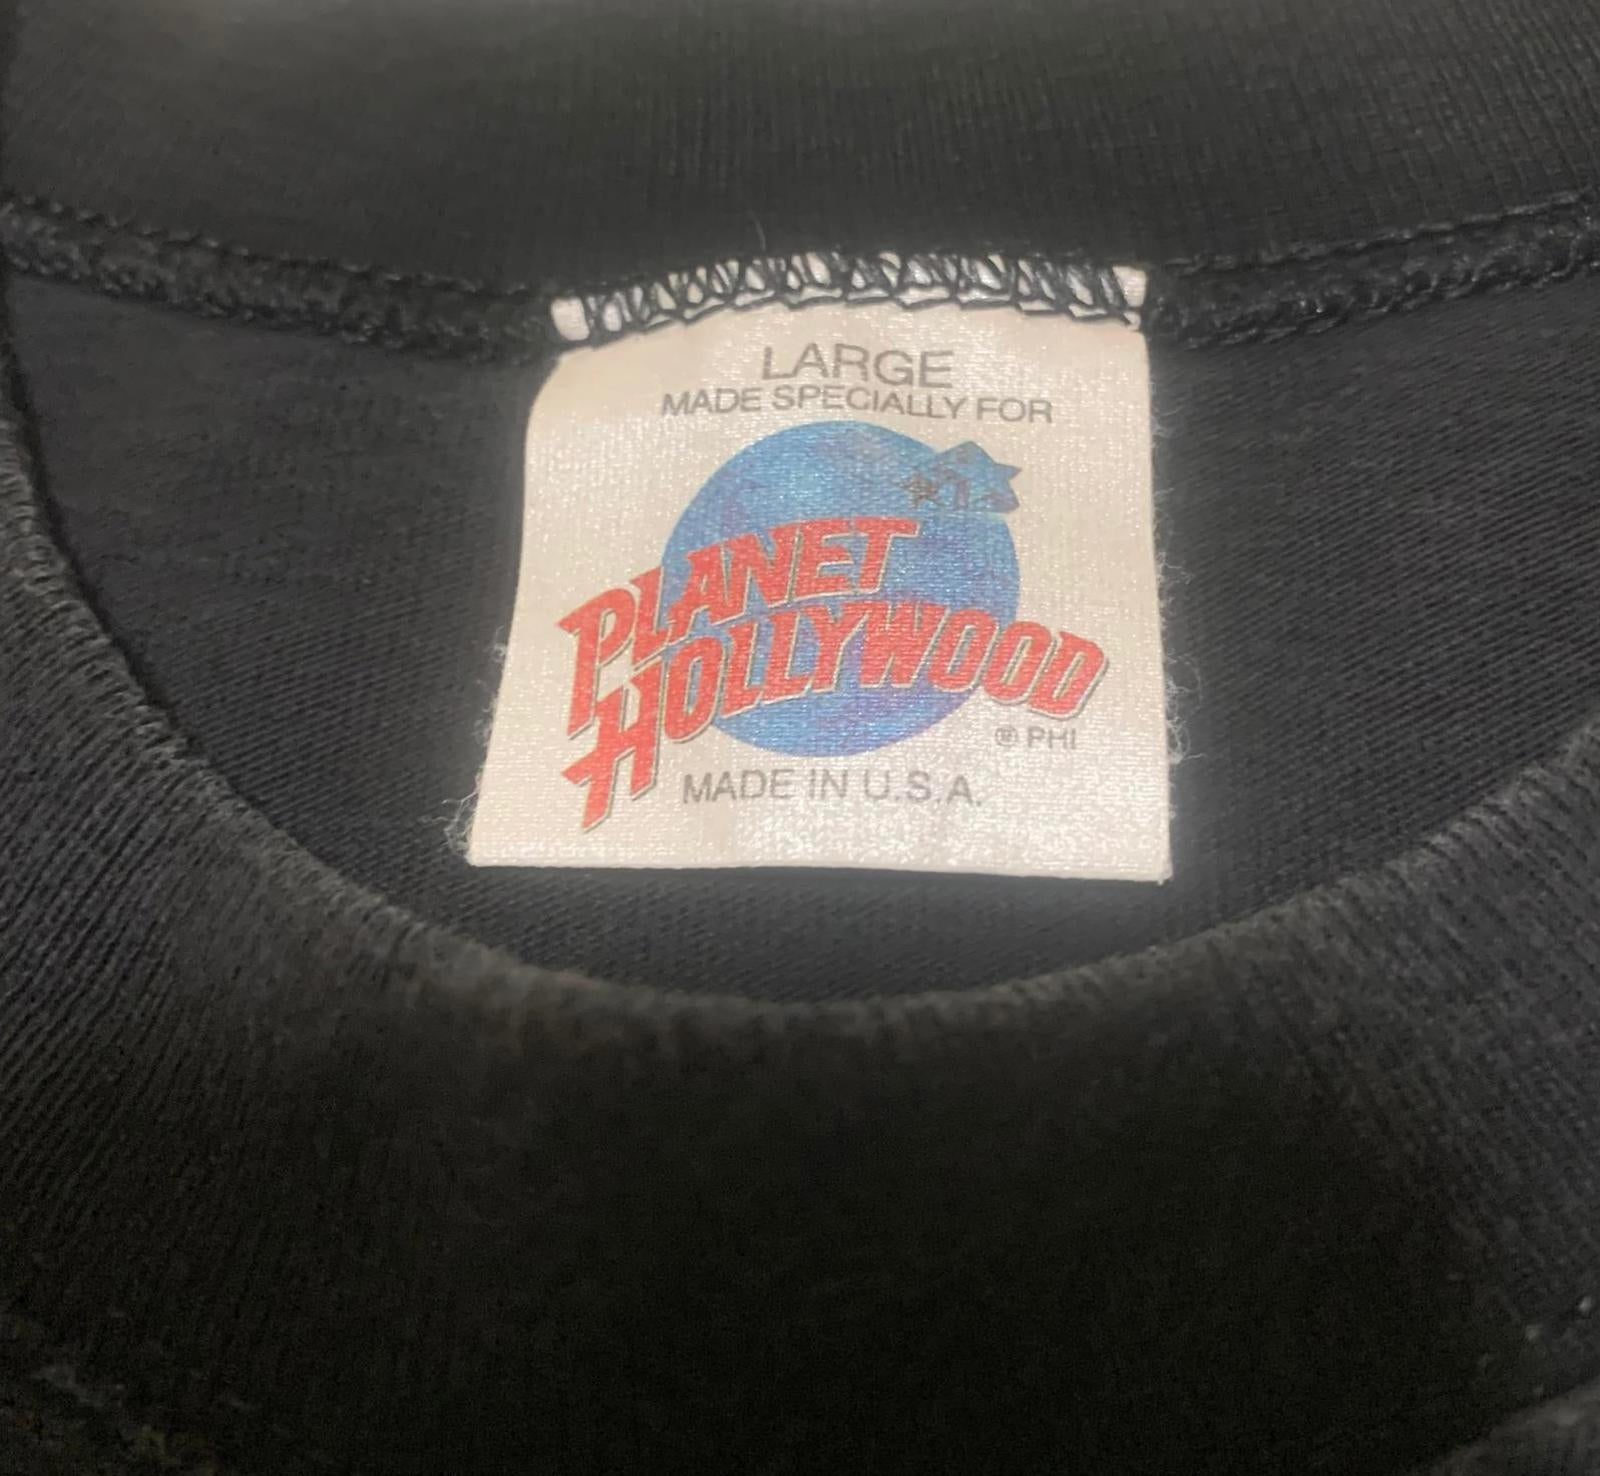 LARGE
MADE SPECIALLY FOR
PLANET
HOLLYWOOD
® PHI
MADE IN U.S.A.